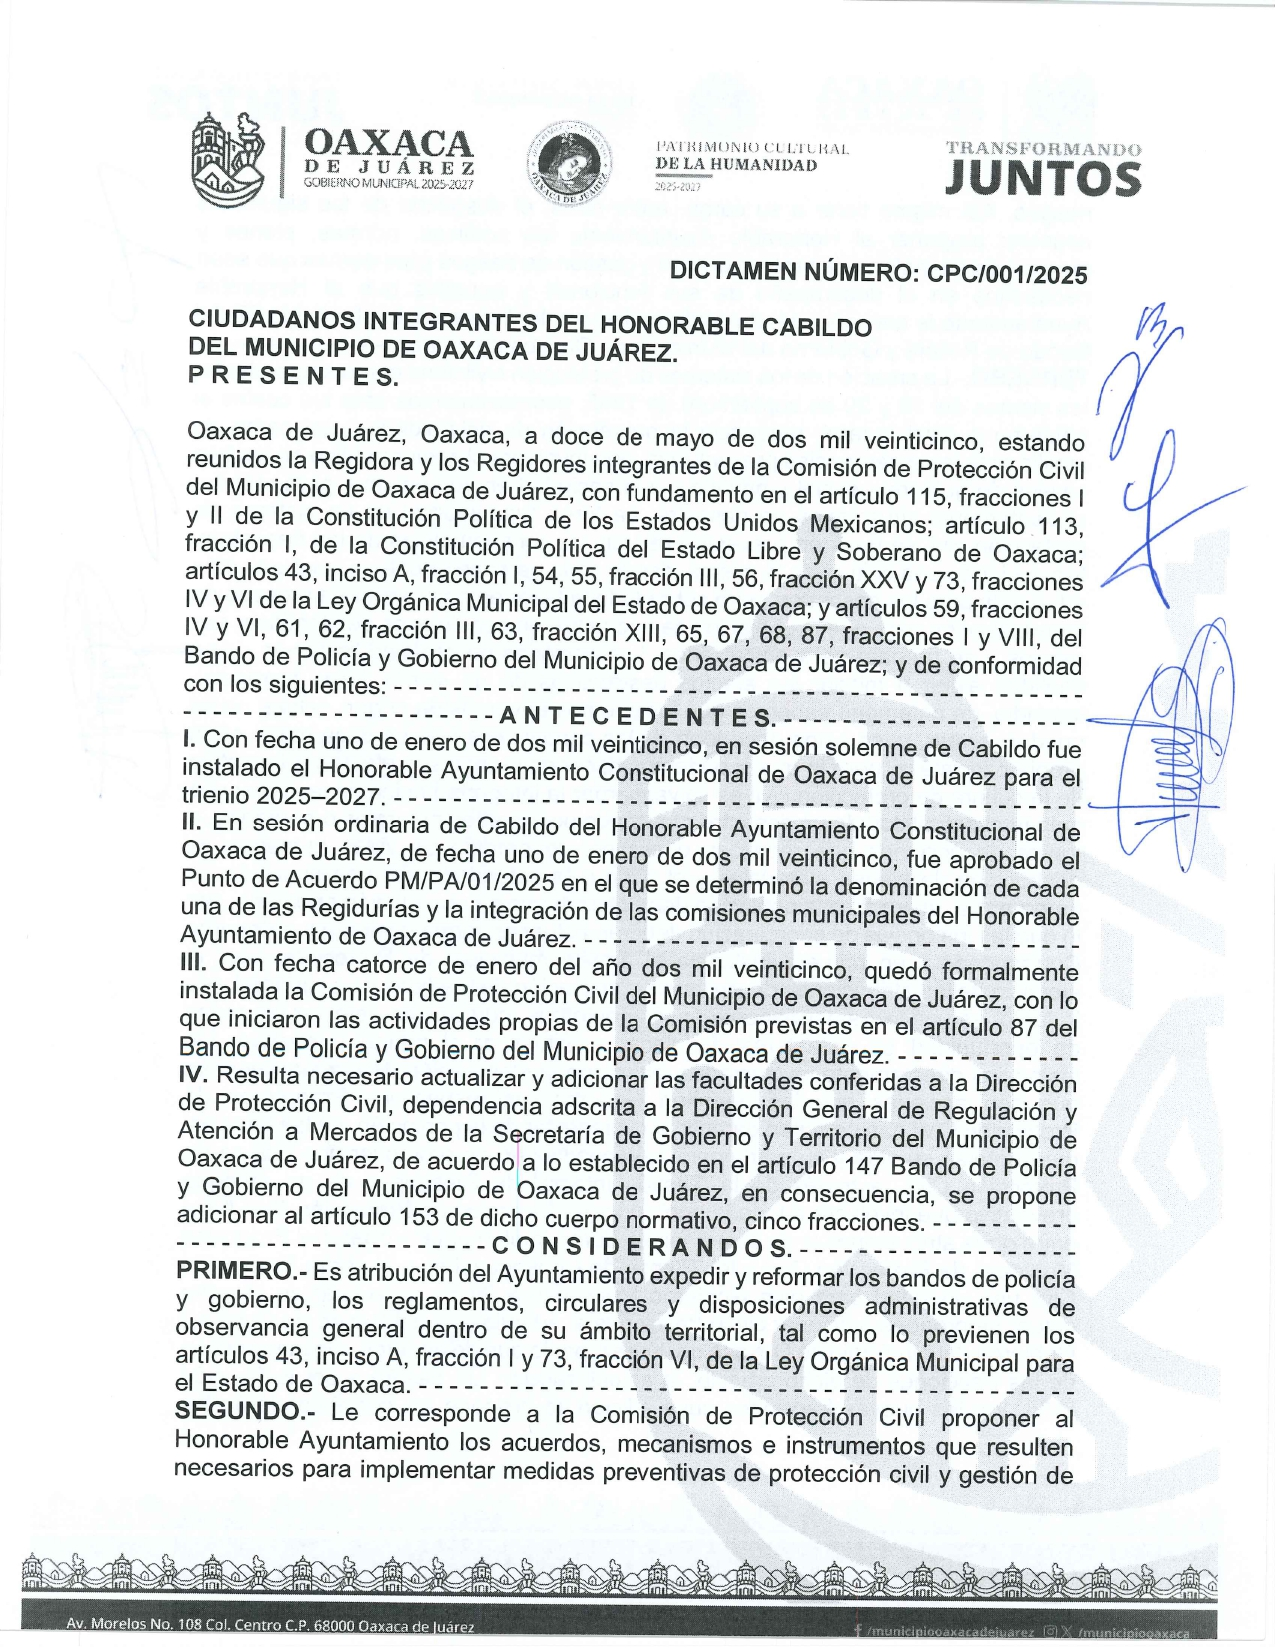 OAXACA
DE JUÁREZ
GOBIERNO MUNICIPAL 2025-2027
OAXACA DE JUÁREZ
PATRIMONIO CULTURAL
DE LA HUMANIDAD
2025-2027
TRANSFORMANDO
JUNTOS
DICTAMEN NÚMERO: CPC/001/2025
CIUDADANOS INTEGRANTES DEL HONORABLE CABILDO
DEL MUNICIPIO DE OAXACA DE JUÁREZ.
P R E S E N T E S.
Oaxaca de Juárez, Oaxaca, a doce de mayo de dos mil veinticinco, estando
reunidos la Regidora y los Regidores integrantes de la Comisión de Protección Civil
del Municipio de Oaxaca de Juárez, con fundamento en el artículo 115, fracciones I
y II de la Constitución Política de los Estados Unidos Mexicanos; artículo 113,
fracción I, de la Constitución Política del Estado Libre y Soberano de Oaxaca;
artículos 43, inciso A, fracción I, 54, 55, fracción III, 56, fracción XXV y 73, fracciones
IV y VI de la Ley Orgánica Municipal del Estado de Oaxaca; y artículos 59, fracciones
IV y VI, 61, 62, fracción III, 63, fracción XIII, 65, 67, 68, 87, fracciones I y VIII, del
Bando de Policía y Gobierno del Municipio de Oaxaca de Juárez; y de conformidad
con los siguientes: - - - - - - - - - - - - - - - - - - - - - - - - - - - - - - - - - - - - - - - - - - - - - -
- - - - - - - - - - - - - - - - - - - - - A N T E C E D E N T E S. - - - - - - - - - - - - - - - - - - - -
I. Con fecha uno de enero de dos mil veinticinco, en sesión solemne de Cabildo fue
instalado el Honorable Ayuntamiento Constitucional de Oaxaca de Juárez para el
trienio 2025–2027. - - - - - - - - - - - - - - - - - - - - - - - - - - - - - - - - - - - - - - - - - - - - - -
II. En sesión ordinaria de Cabildo del Honorable Ayuntamiento Constitucional de
Oaxaca de Juárez, de fecha uno de enero de dos mil veinticinco, fue aprobado el
Punto de Acuerdo PM/PA/01/2025 en el que se determinó la denominación de cada
una de las Regidurías y la integración de las comisiones municipales del Honorable
Ayuntamiento de Oaxaca de Juárez. - - - - - - - - - - - - - - - - - - - - - - - - - - - - - - - - -
III. Con fecha catorce de enero del año dos mil veinticinco, quedó formalmente
instalada la Comisión de Protección Civil del Municipio de Oaxaca de Juárez, con lo
que iniciaron las actividades propias de la Comisión previstas en el artículo 87 del
Bando de Policía y Gobierno del Municipio de Oaxaca de Juárez. - - - - - - - - - - - -
IV. Resulta necesario actualizar y adicionar las facultades conferidas a la Dirección
de Protección Civil, dependencia adscrita a la Dirección General de Regulación y
Atención a Mercados de la Secretaría de Gobierno y Territorio del Municipio de
Oaxaca de Juárez, de acuerdo a lo establecido en el artículo 147 Bando de Policía
y Gobierno del Municipio de Oaxaca de Juárez, en consecuencia, se propone
adicionar al artículo 153 de dicho cuerpo normativo, cinco fracciones. - - - - - - - - - -
- - - - - - - - - - - - - - - - - - - - - C O N S I D E R A N D O S. - - - - - - - - - - - - - - - - - - -
PRIMERO.- Es atribución del Ayuntamiento expedir y reformar los bandos de policía
y gobierno, los reglamentos, circulares y disposiciones administrativas de
observancia general dentro de su ámbito territorial, tal como lo previenen los
artículos 43, inciso A, fracción I y 73, fracción VI, de la Ley Orgánica Municipal para
el Estado de Oaxaca. - - - - - - - - - - - - - - - - - - - - - - - - - - - - - - - - - - - - - - - - - - - -
SEGUNDO.- Le corresponde a la Comisión de Protección Civil proponer al
Honorable Ayuntamiento los acuerdos, mecanismos e instrumentos que resulten
necesarios para implementar medidas preventivas de protección civil y gestión de
Av. Morelos No. 108 Col. Centro C.P. 68000 Oaxaca de Juárez
/municipiooaxacadejuarez /municipiooaxaca